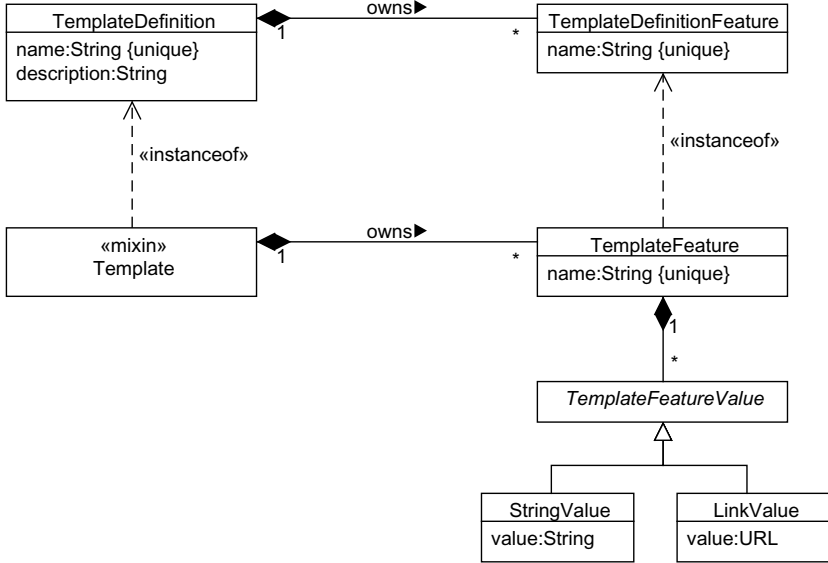 TemplateDefinition
name:String {unique}
description:String
owns▶
1
*
TemplateDefinitionFeature
name:String {unique}
«instanceof»
«instanceof»
«mixin»
Template
owns▶
1
*
TemplateFeature
name:String {unique}
1
*
TemplateFeatureValue
StringValue
value:String
LinkValue
value:URL